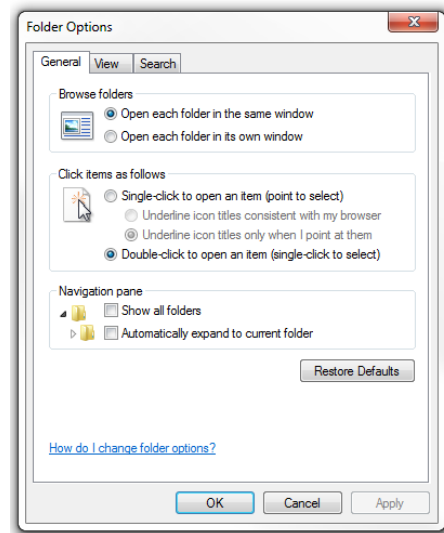 Folder Options
General View Search
Browse folders
Open each folder in the same window
Open each folder in its own window
Click items as follows
Single-click to open an item (point to select)
Underline icon titles consistent with my browser
Underline icon titles only when I point at them
Double-click to open an item (single-click to select)
Navigation pane
Show all folders
Automatically expand to current folder
Restore Defaults
How do I change folder options?
OK Cancel Apply